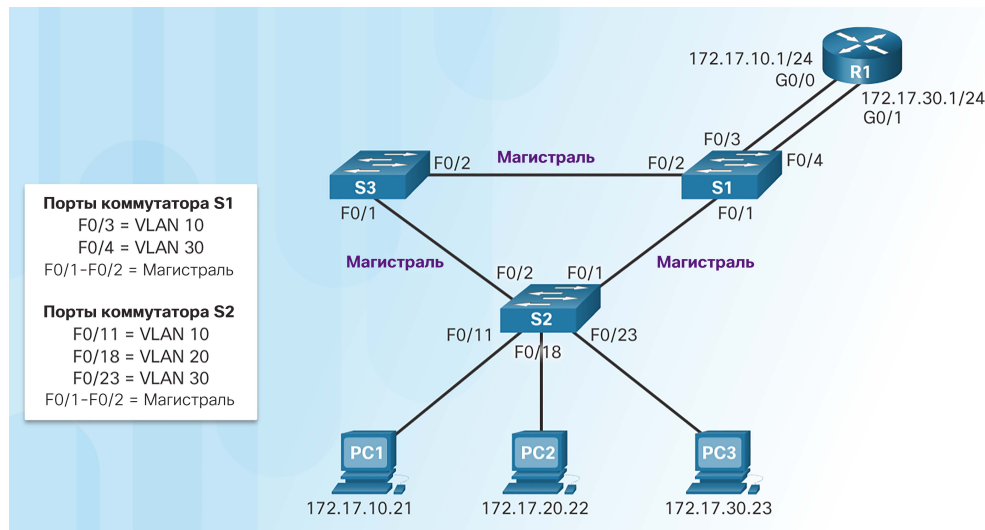 172.17.10.1/24
G0/0
R1
172.17.30.1/24
G0/1
F0/3
F0/4
Магистраль
F0/2
F0/2
S3
S1
F0/1
F0/1
Порты коммутатора S1
F0/3 = VLAN 10
F0/4 = VLAN 30
F0/1-F0/2 = Магистраль
Порты коммутатора S2
F0/11 = VLAN 10
F0/18 = VLAN 20
F0/23 = VLAN 30
F0/1-F0/2 = Магистраль
Магистраль
Магистраль
F0/2
F0/1
S2
F0/11
F0/18
F0/23
PC1
PC2
PC3
172.17.10.21
172.17.20.22
172.17.30.23